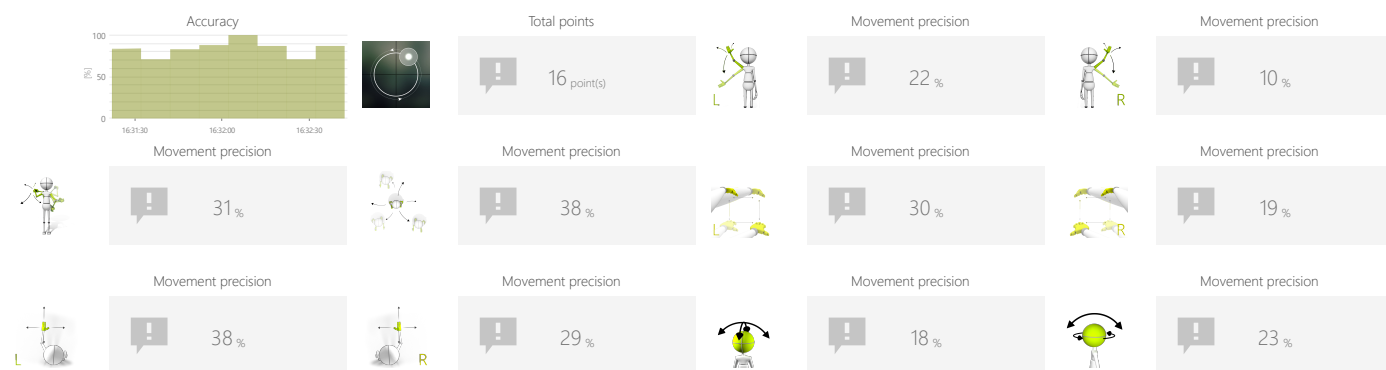 Accuracy
Total points
Movement precision
Movement precision
100
[%]
50
0
16:31:30
16:32:00
16:32:30
16 point(s)
L
22 %
R
10 %
Movement precision
Movement precision
Movement precision
Movement precision
31 %
38 %
L
30 %
R
19 %
Movement precision
Movement precision
Movement precision
Movement precision
L
38 %
R
29 %
18 %
23 %